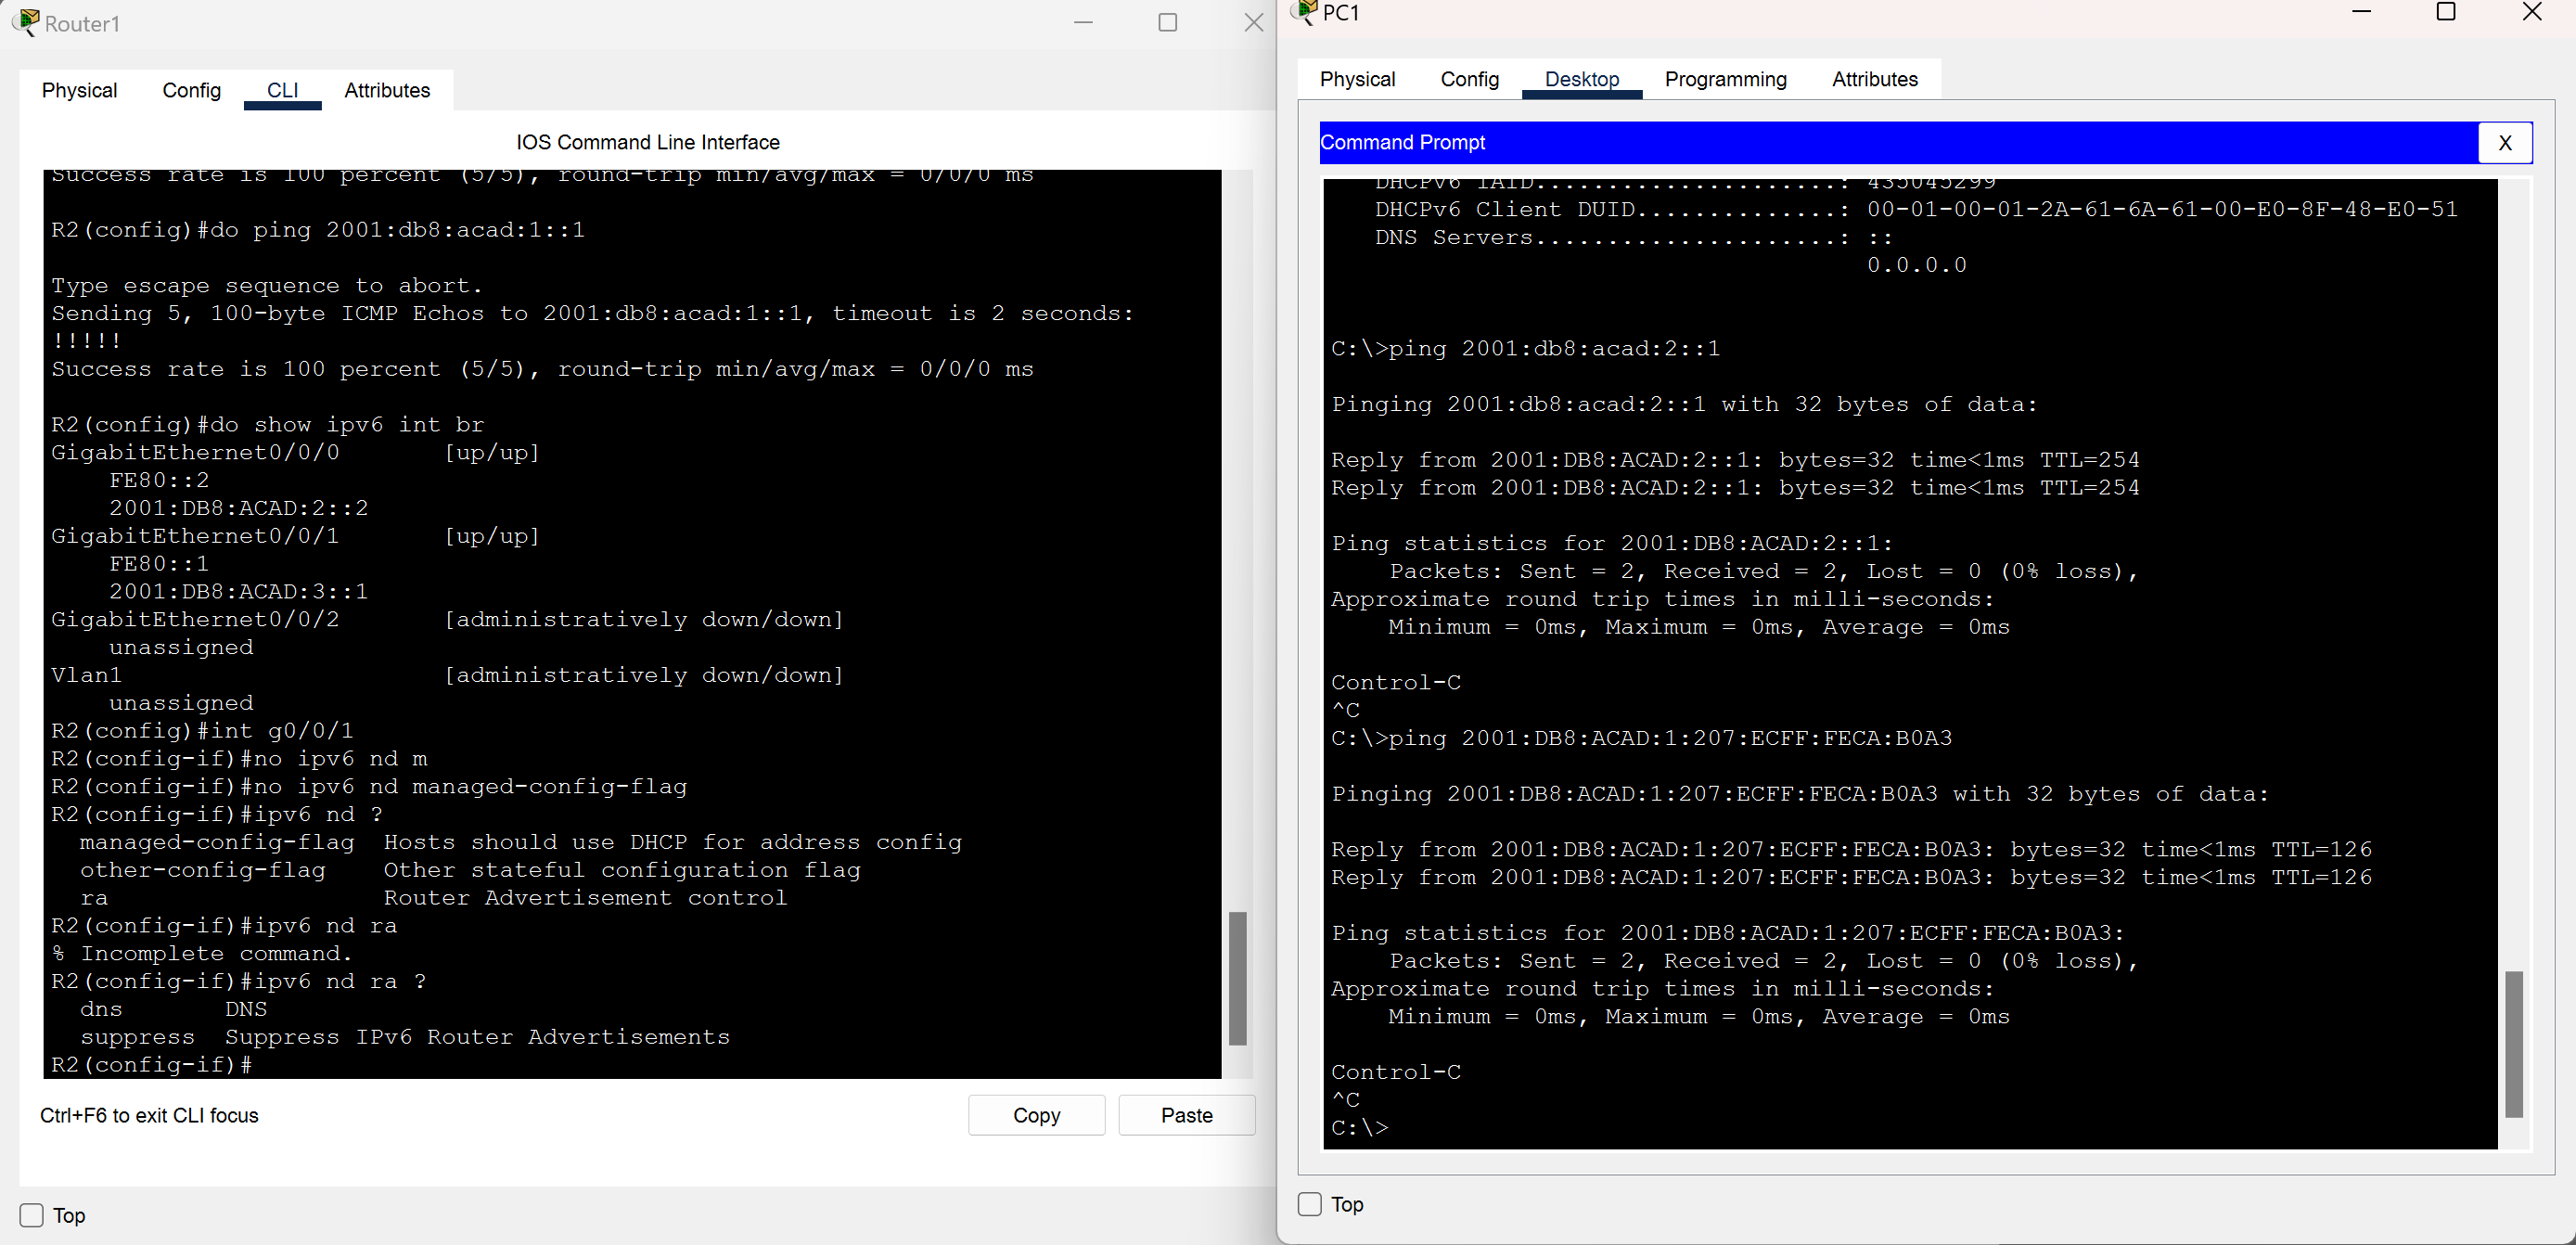 Router1
Physical Config CLI Attributes
IOS Command Line Interface
Success rate is 100 percent (5/5), round-trip min/avg/max = 0/0/0 ms
R2(config)#do ping 2001:db8:acad:1::1
Type escape sequence to abort.
Sending 5, 100-byte ICMP Echos to 2001:db8:acad:1::1, timeout is 2 seconds:
!!!!!
Success rate is 100 percent (5/5), round-trip min/avg/max = 0/0/0 ms
R2(config)#do show ipv6 int br
GigabitEthernet0/0/0 [up/up]
FE80::2
2001:DB8:ACAD:2::2
GigabitEthernet0/0/1 [up/up]
FE80::1
2001:DB8:ACAD:3::1
GigabitEthernet0/0/2 [administratively down/down]
unassigned
Vlan1 [administratively down/down]
unassigned
R2(config)#int g0/0/1
R2(config-if)#no ipv6 nd m
R2(config-if)#no ipv6 nd managed-config-flag
R2(config-if)#ipv6 nd ?
managed-config-flag Hosts should use DHCP for address config
other-config-flag Other stateful configuration flag
ra Router Advertisement control
R2(config-if)#ipv6 nd ra
% Incomplete command.
R2(config-if)#ipv6 nd ra ?
dns DNS
suppress Suppress IPv6 Router Advertisements
R2(config-if)#
Ctrl+F6 to exit CLI focus
Copy
Paste
Top
PC1
Physical Config Desktop Programming Attributes
Command Prompt
X
DHCPv6 IAID.....................: 435045299
DHCPv6 Client DUID..............: 00-01-00-01-2A-61-6A-61-00-E0-8F-48-E0-51
DNS Servers.....................: ::
0.0.0.0
C:\>ping 2001:db8:acad:2::1
Pinging 2001:db8:acad:2::1 with 32 bytes of data:
Reply from 2001:DB8:ACAD:2::1: bytes=32 time<1ms TTL=254
Reply from 2001:DB8:ACAD:2::1: bytes=32 time<1ms TTL=254
Ping statistics for 2001:DB8:ACAD:2::1:
Packets: Sent = 2, Received = 2, Lost = 0 (0% loss),
Approximate round trip times in milli-seconds:
Minimum = 0ms, Maximum = 0ms, Average = 0ms
Control-C
^C
C:\>ping 2001:DB8:ACAD:1:207:ECFF:FECA:B0A3
Pinging 2001:DB8:ACAD:1:207:ECFF:FECA:B0A3 with 32 bytes of data:
Reply from 2001:DB8:ACAD:1:207:ECFF:FECA:B0A3: bytes=32 time<1ms TTL=126
Reply from 2001:DB8:ACAD:1:207:ECFF:FECA:B0A3: bytes=32 time<1ms TTL=126
Ping statistics for 2001:DB8:ACAD:1:207:ECFF:FECA:B0A3:
Packets: Sent = 2, Received = 2, Lost = 0 (0% loss),
Approximate round trip times in milli-seconds:
Minimum = 0ms, Maximum = 0ms, Average = 0ms
Control-C
^C
C:\>
Top